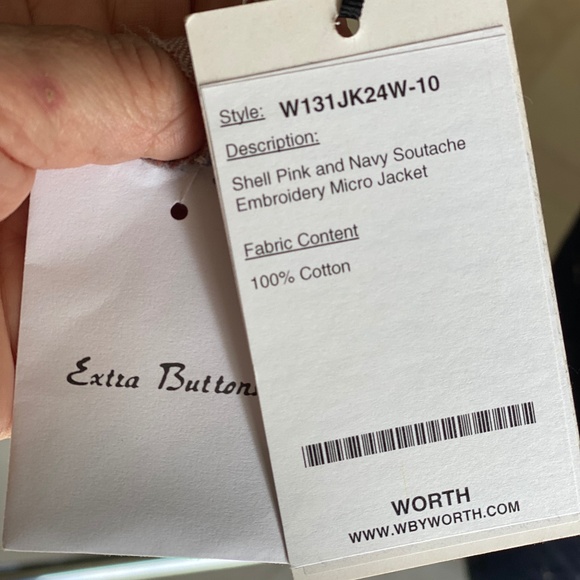 Style: W131JK24W-10
Description:
Shell Pink and Navy Soutache
Embroidery Micro Jacket
Fabric Content
100% Cotton
WORTH
WWW.WBYWORTH.COM
Extra Buttons